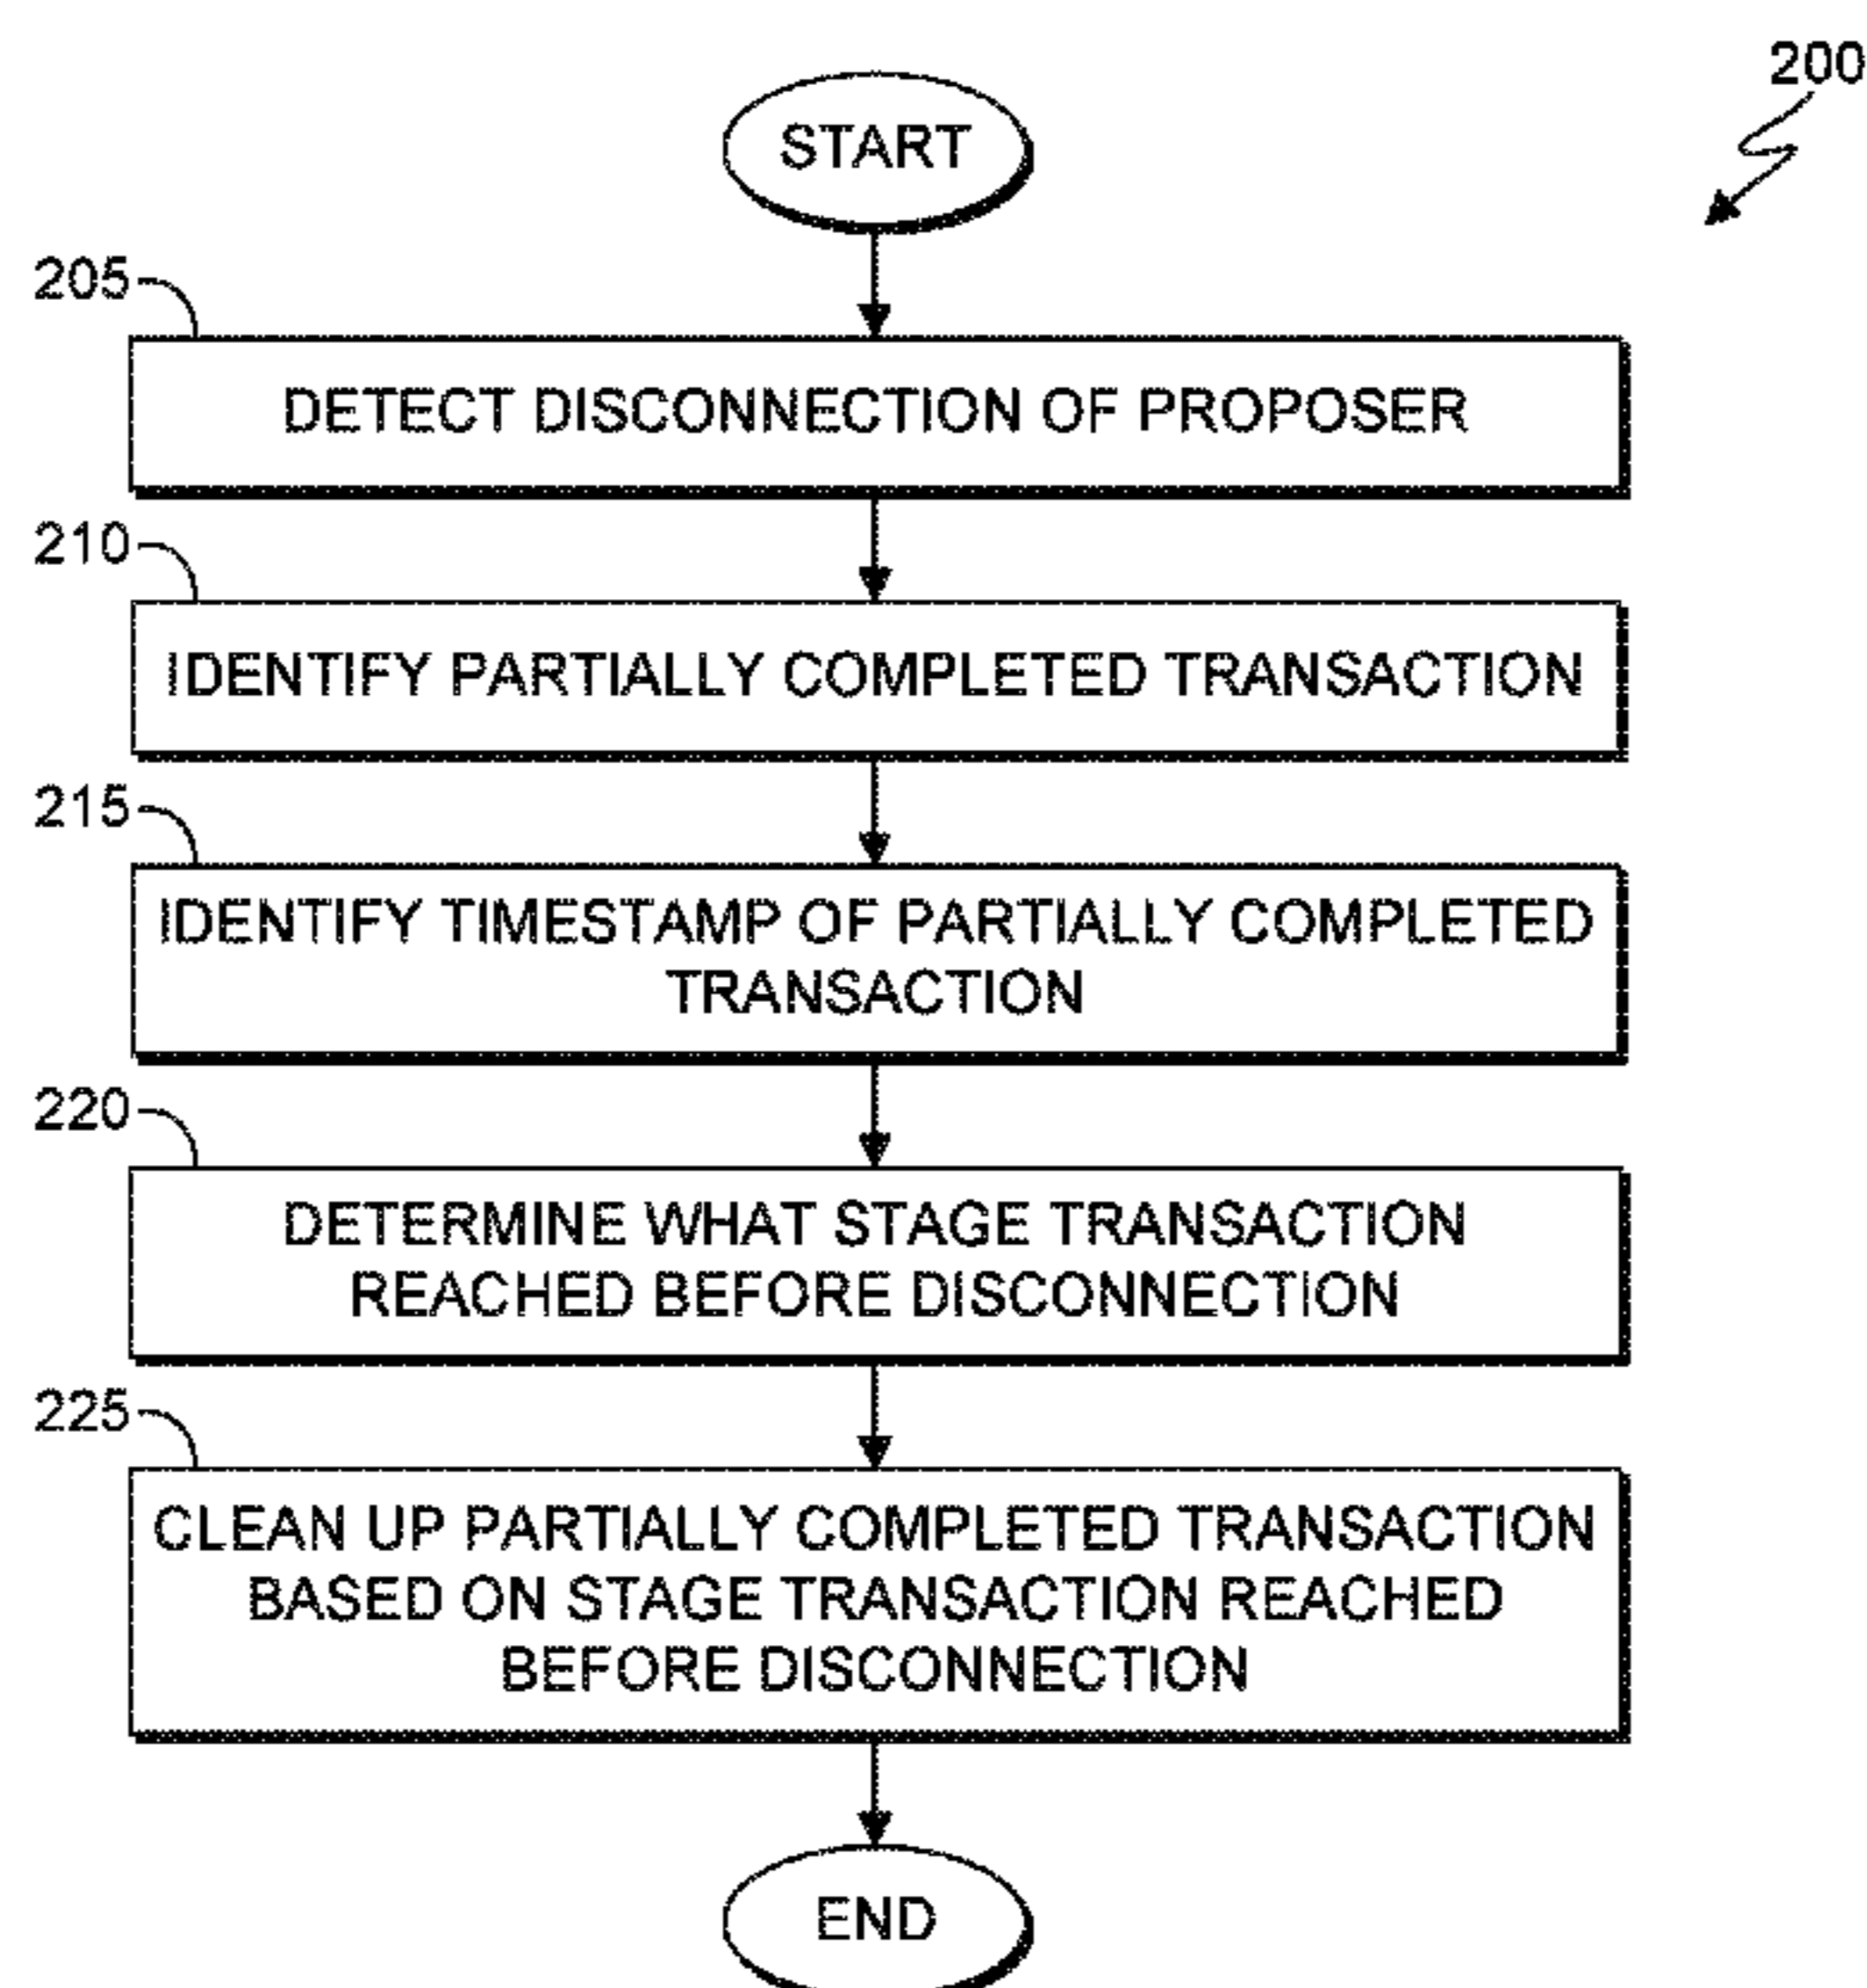 200
START
205
DETECT DISCONNECTION OF PROPOSER
210
IDENTIFY PARTIALLY COMPLETED TRANSACTION
215
IDENTIFY TIMESTAMP OF PARTIALLY COMPLETED
TRANSACTION
220
DETERMINE WHAT STAGE TRANSACTION
REACHED BEFORE DISCONNECTION
225
CLEAN UP PARTIALLY COMPLETED TRANSACTION
BASED ON STAGE TRANSACTION REACHED
BEFORE DISCONNECTION
END